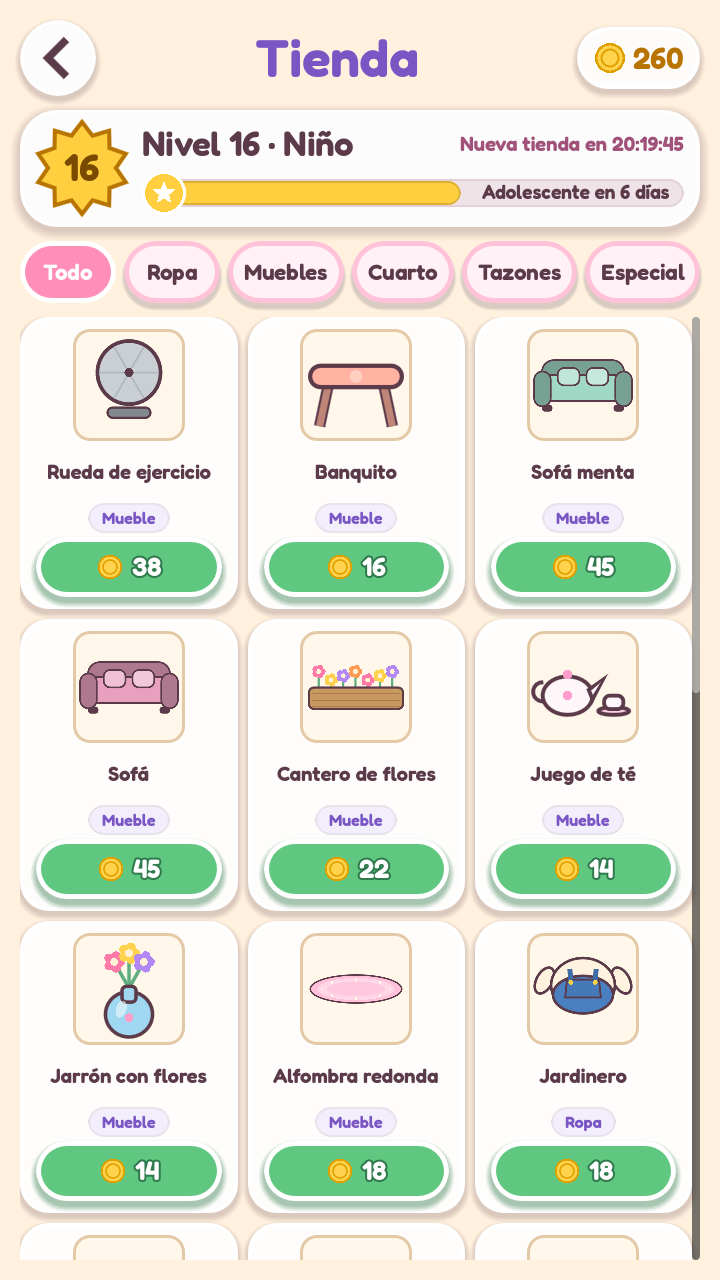 Tienda
260
16
Nivel 16 · Niño
Nueva tienda en 20:19:45
Adolescente en 6 días
Todo
Ropa
Muebles
Cuarto
Tazones
Especial
Rueda de ejercicio
Banquito
Sofá menta
Mueble
Mueble
Mueble
38
16
45
Sofá
Cantero de flores
Juego de té
Mueble
Mueble
Mueble
45
22
14
Jarrón con flores
Alfombra redonda
Jardinero
Mueble
Mueble
Ropa
14
18
18